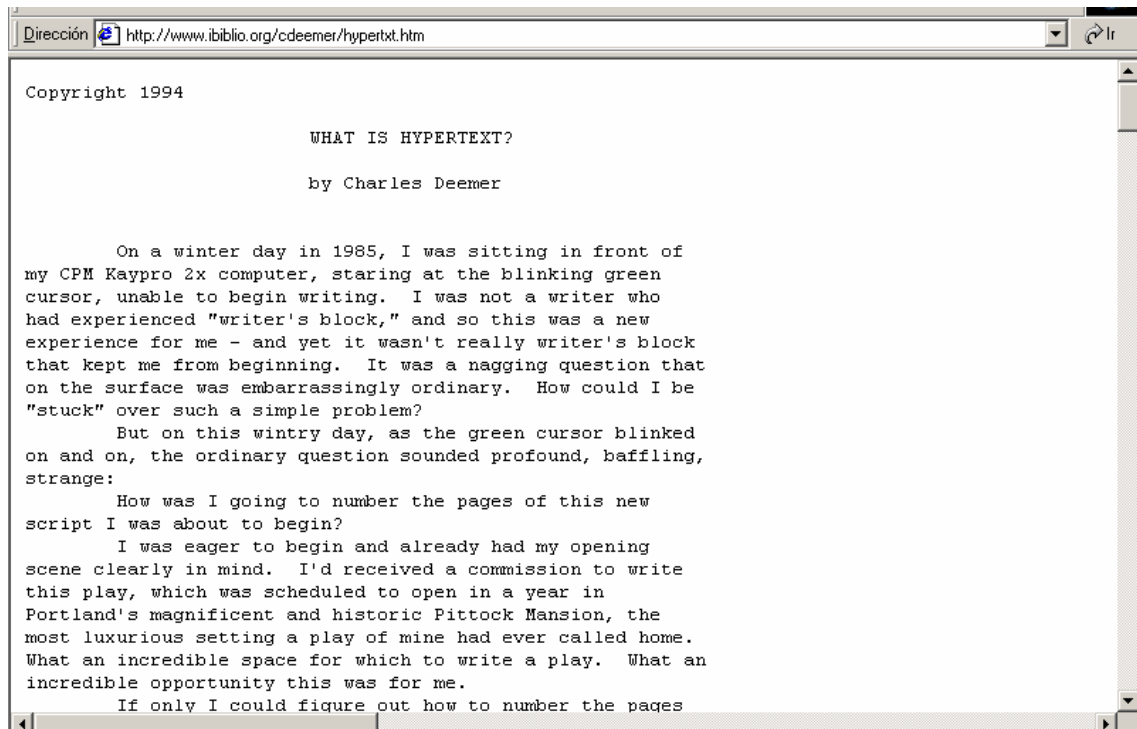 Dirección http://www.ibiblio.org/cdeemer/hypertxt.htm Ir
Copyright 1994
WHAT IS HYPERTEXT?
by Charles Deemer
On a winter day in 1985, I was sitting in front of
my CPM Kaypro 2x computer, staring at the blinking green
cursor, unable to begin writing.  I was not a writer who
had experienced "writer's block," and so this was a new
experience for me - and yet it wasn't really writer's block
that kept me from beginning.  It was a nagging question that
on the surface was embarrassingly ordinary.  How could I be
"stuck" over such a simple problem?
But on this wintry day, as the green cursor blinked
on and on, the ordinary question sounded profound, baffling,
strange:
How was I going to number the pages of this new
script I was about to begin?
I was eager to begin and already had my opening
scene clearly in mind.  I'd received a commission to write
this play, which was scheduled to open in a year in
Portland's magnificent and historic Pittock Mansion, the
most luxurious setting a play of mine had ever called home.
What an incredible space for which to write a play.  What an
incredible opportunity this was for me.
If only I could figure out how to number the pages